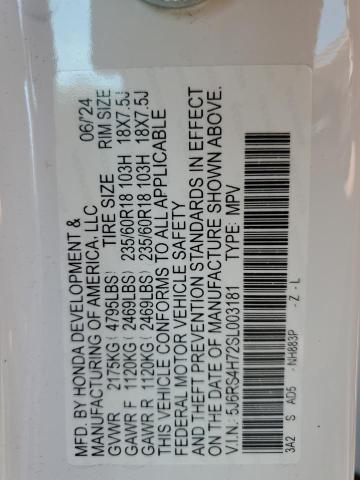 MFD. BY HONDA DEVELOPMENT & 06/24
MANUFACTURING OF AMERICA, LLC
TIRE SIZE RIM SIZE
GVWR 2175KG ( 4796LBS)
GAWR F 1120KG ( 2469LBS) 235/60R18 103H 18X7.5J
GAWR R 1120KG ( 2469LBS) 235/60R18 103H 18X7.5J
THIS VEHICLE CONFORMS TO ALL APPLICABLE
FEDERAL MOTOR VEHICLE SAFETY
AND THEFT PREVENTION STANDARDS IN EFFECT
ON THE DATE OF MANUFACTURE SHOWN ABOVE.
V.I.N.: 5J6RS4H72SL003181 TYPE: MPV
3A2 S AD5 -NH883P -Z -L